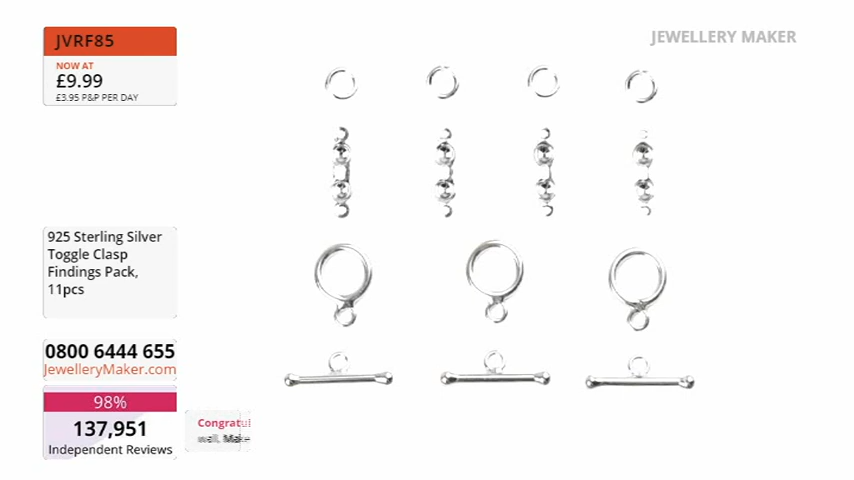 JVRF85
NOW AT
£9.99
£3.95 P&P PER DAY
JEWELLERY MAKER
925 Sterling Silver
Toggle Clasp
Findings Pack,
11pcs
0800 6444 655
JewelleryMaker.com
98%
137,951
Independent Reviews